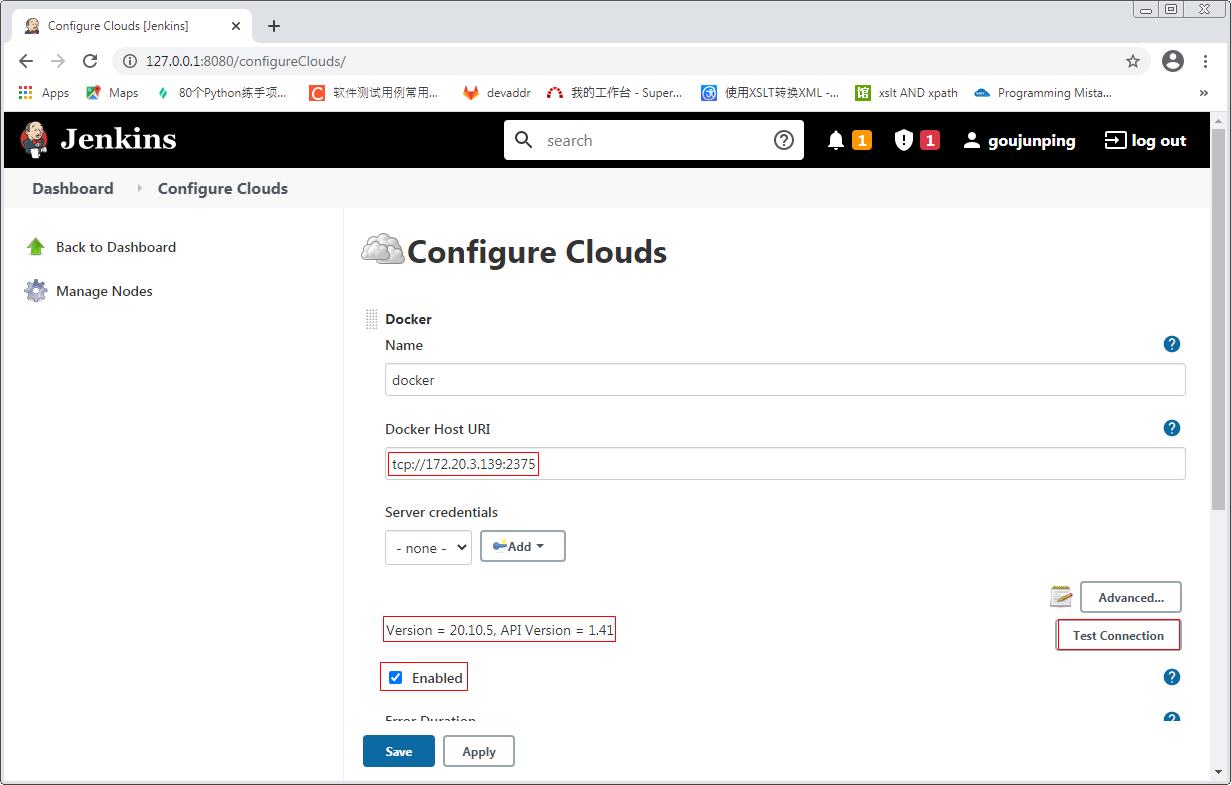 Configure Clouds [Jenkins]
127.0.0.1:8080/configureClouds/
Apps Maps 80个Python练手项... 软件测试用例常用... devaddr 我的工作台 - Super... 使用XSLT转换XML -... xslt AND xpath Programming Mista... »
Jenkins search 1 1 goujunping log out
Dashboard Configure Clouds
Back to Dashboard
Manage Nodes
Configure Clouds
Docker
Name
docker
Docker Host URI
tcp://172.20.3.139:2375
Server credentials
- none - Add
Advanced...
Version = 20.10.5, API Version = 1.41
Test Connection
Enabled
Error Duration
Save Apply